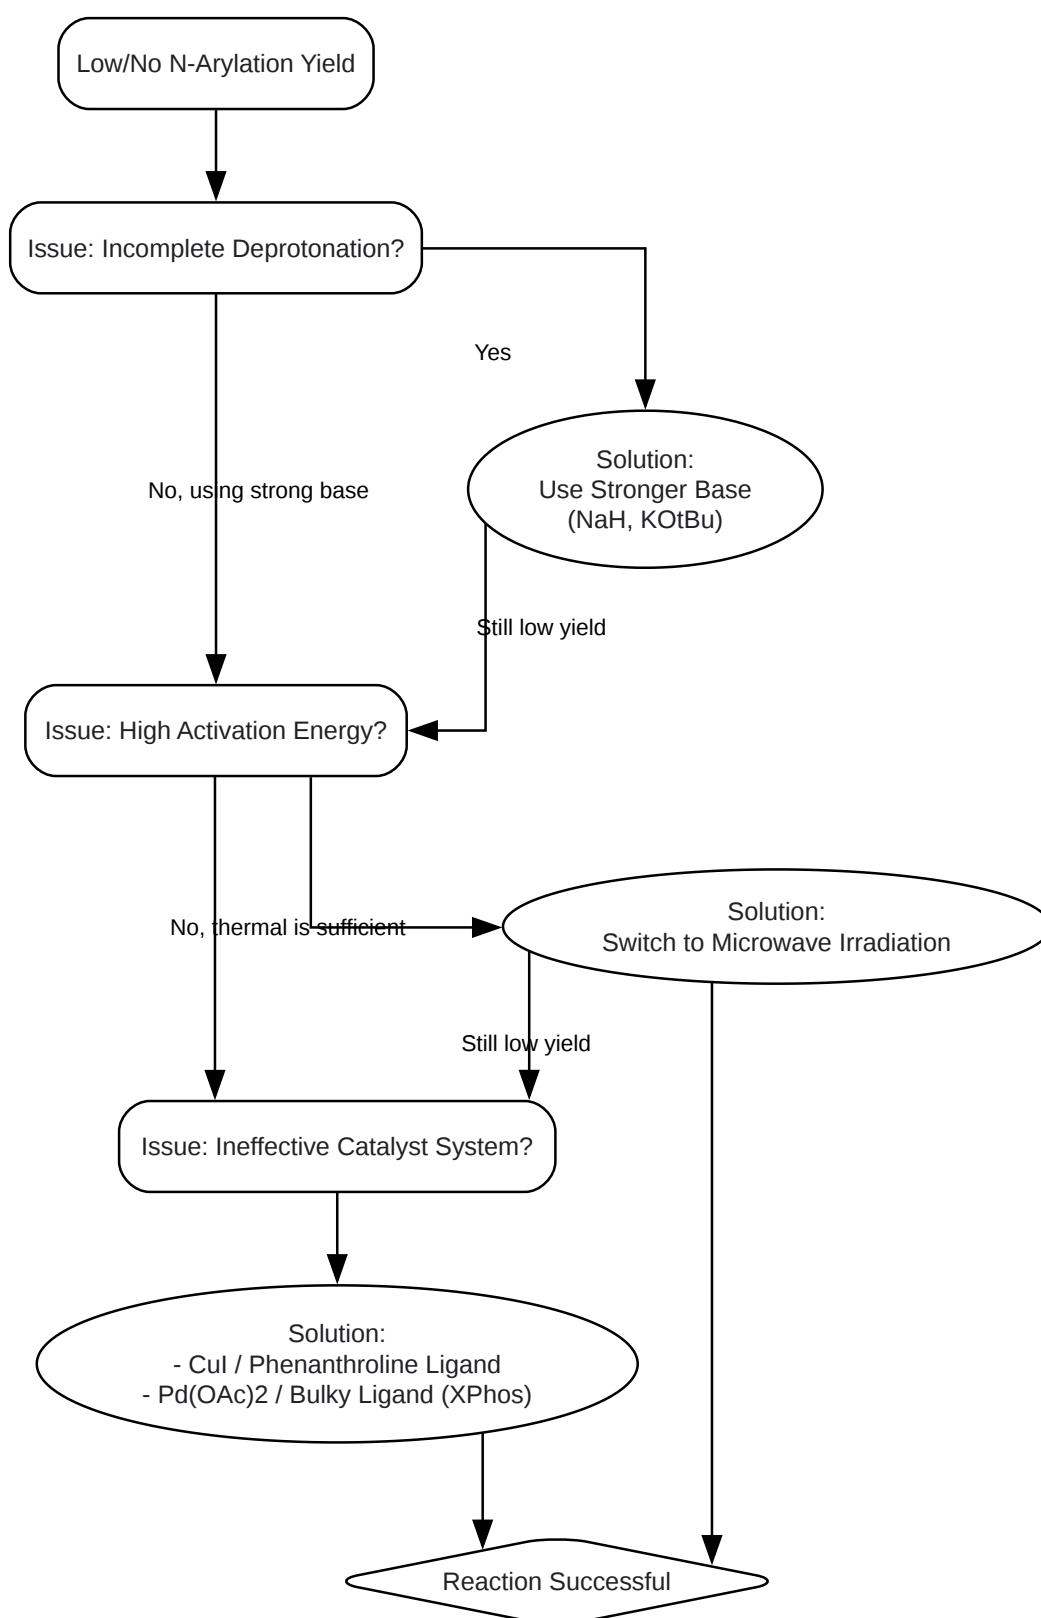 Low/No N-Arylation Yield
Issue: Incomplete Deprotonation?
Yes
Solution:
Use Stronger Base
(NaH, KOtBu)
No, using strong base
Still low yield
Issue: High Activation Energy?
Solution:
Switch to Microwave Irradiation
No, thermal is sufficient
Still low yield
Issue: Ineffective Catalyst System?
Solution:
- CuI / Phenanthroline Ligand
- Pd(OAc)2 / Bulky Ligand (XPhos)
Reaction Successful